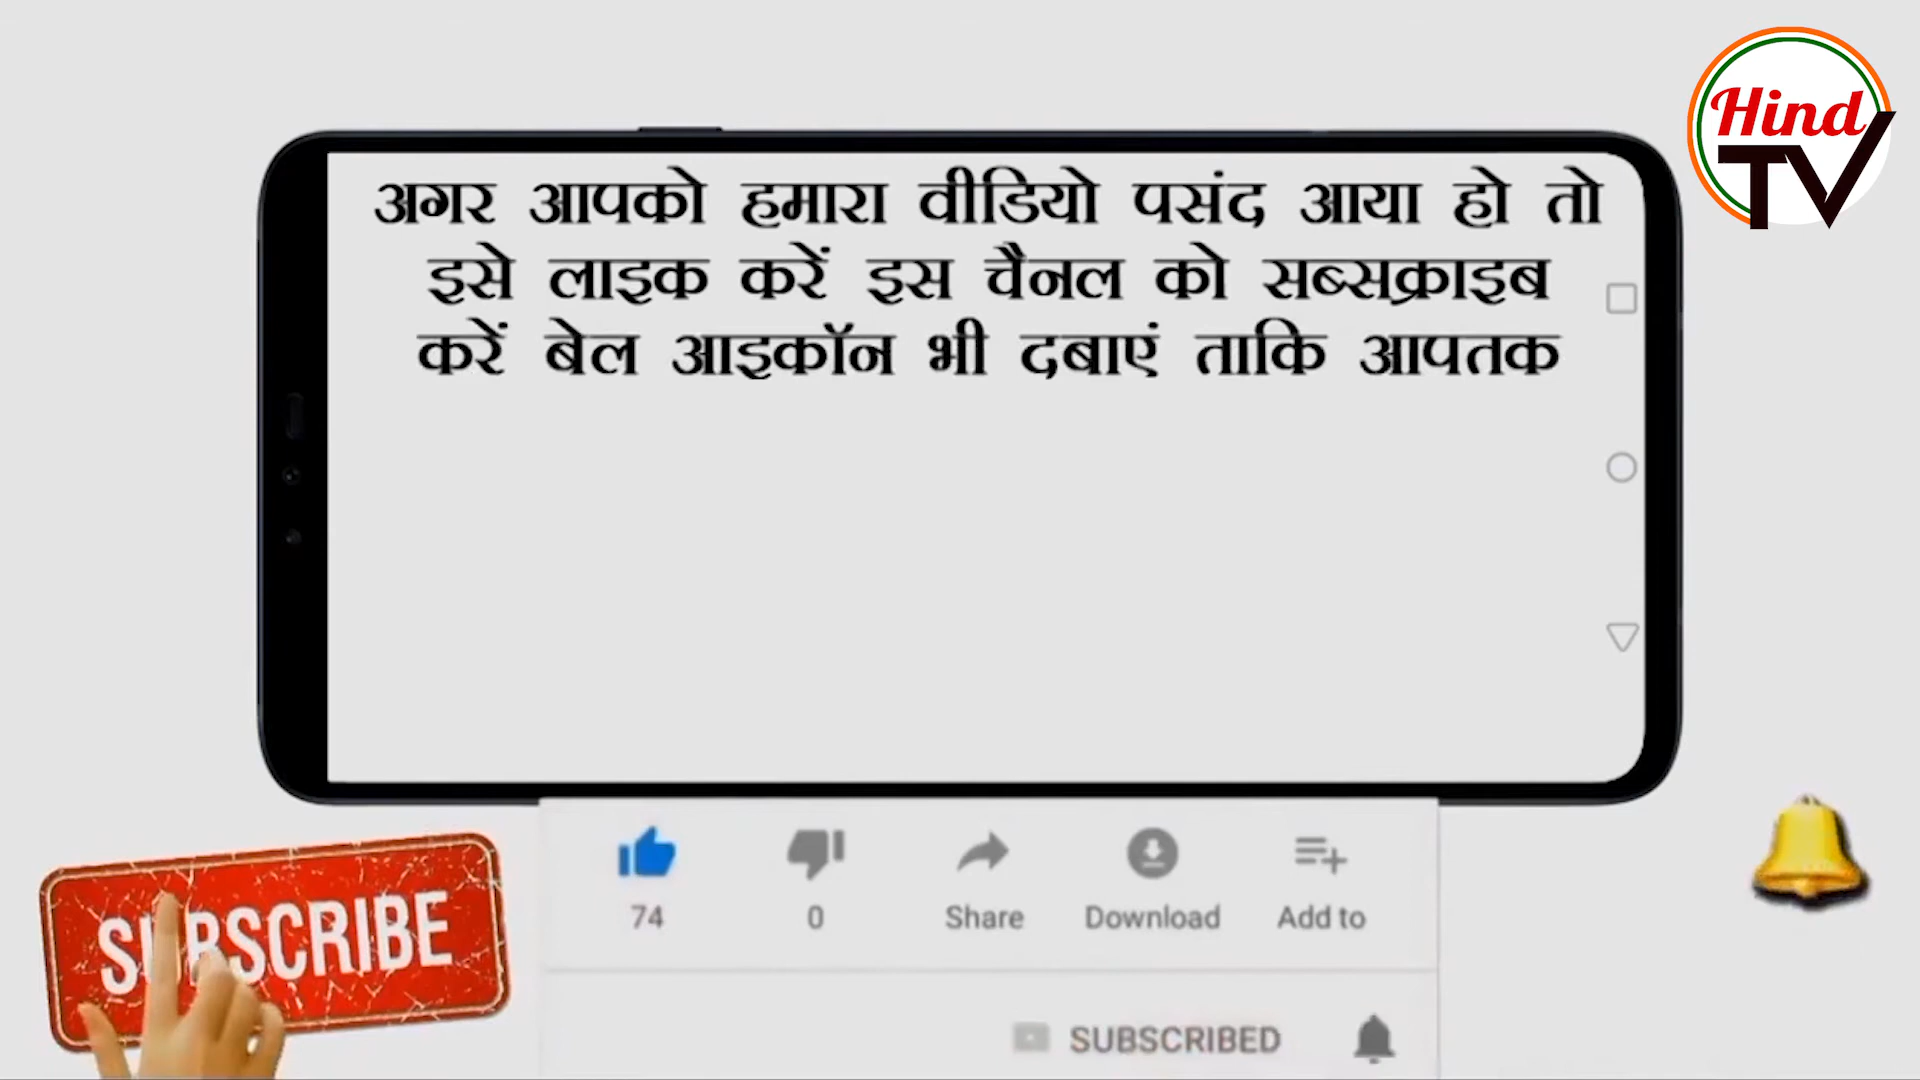 Hind
TV
अगर आपको हमारा वीडियो पसंद आया हो तो
इसे लाइक करें इस चैनल को सब्सक्राइब
करें बेल आइकॉन भी दबाएं ताकि आपतक
SUBSCRIBE
74 0 Share Download Add to
SUBSCRIBED